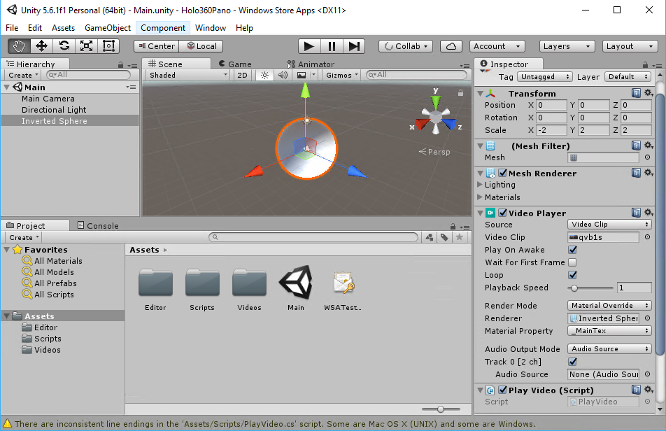 Unity 5.6.1f1 Personal (64bit) - Main.unity - Holo360Pano - Windows Store Apps <DX11>
File Edit Assets GameObject Component Window Help
Center Local Collab Account Layers Layout
Hierarchy
Create All
Main
Main Camera
Directional Light
Inverted Sphere
Scene Game Animator
Shaded 2D Gizmos All
y
x z
Persp
Project Console
Create
Favorites
All Materials
All Models
All Prefabs
All Scripts
Assets
Editor
Scripts
Videos
Assets
Editor Scripts Videos Main WSATest...
Inspector
Tag Untagged Layer Default
Transform
Position X 0 Y 0 Z 0
Rotation X 0 Y 0 Z 0
Scale X -2 Y 2 Z 2
(Mesh Filter)
Mesh
Mesh Renderer
Lighting
Materials
Video Player
Source Video Clip
Video Clip qvb1s
Play On Awake
Wait For First Frame
Loop
Playback Speed 1
Render Mode Material Override
Renderer Inverted Spher
Material Property _MainTex
Audio Output Mode Audio Source
Track 0 [2 ch]
Audio Source None (Audio Sour
Play Video (Script)
Script PlayVideo
There are inconsistent line endings in the 'Assets/Scripts/PlayVideo.cs' script. Some are Mac OS X (UNIX) and some are Windows.